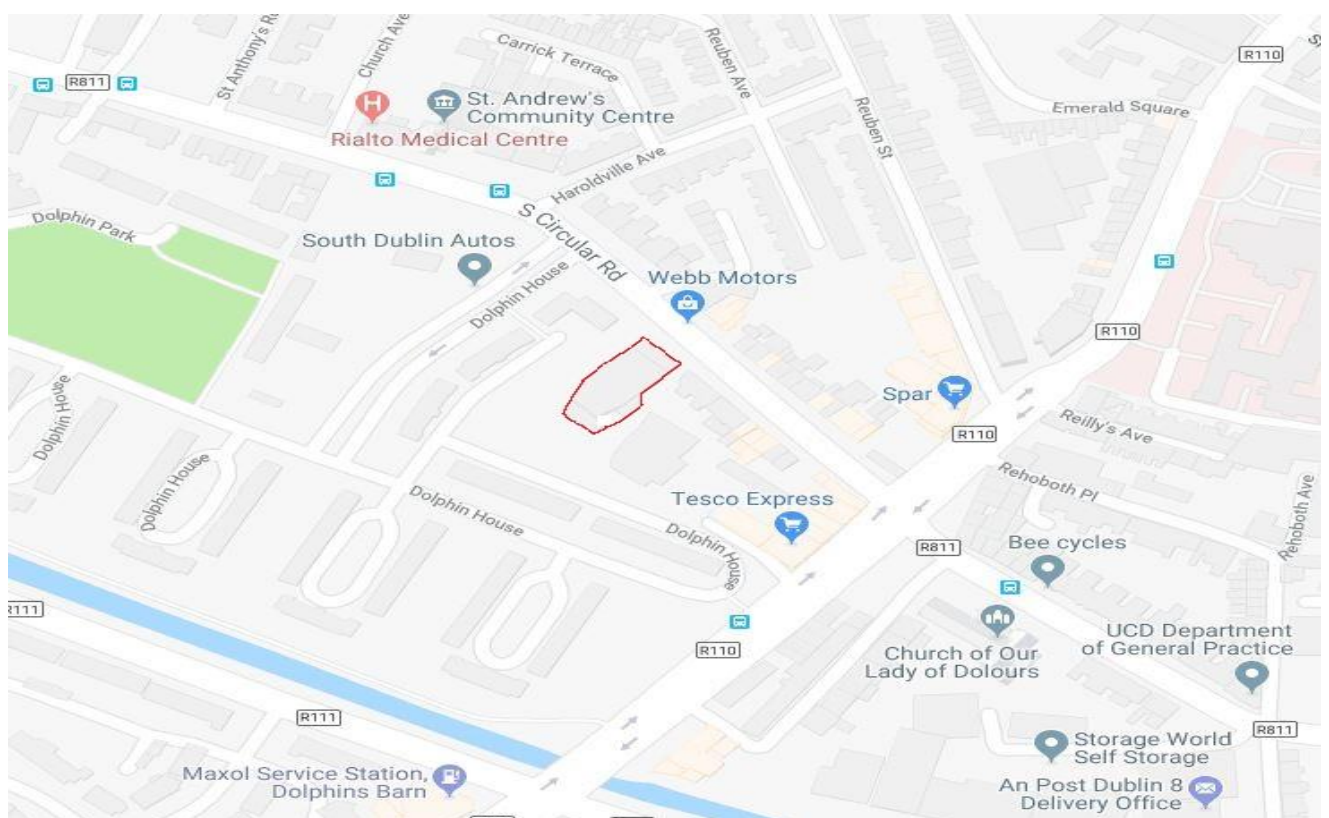 R110
S
St Anthony's R
Church Ave
Carrick Terrace
Reuben Ave
R811
St. Andrew's
Community Centre
Rialto Medical Centre
Reuben St
Emerald Square
Haroldville Ave
Dolphin Park
S Circular Rd
South Dublin Autos
Dolphin House
Webb Motors
R110
Dolphin House
Spar
R110
Reilly's Ave
Dolphin House
Rehoboth Pl
Dolphin House
Tesco Express
Dolphin House
Rehoboth Ave
R811
Bee cycles
R111
UCD Department
of General Practice
Church of Our
Lady of Dolours
R110
R111
R811
Storage World
Self Storage
Maxol Service Station,
Dolphins Barn
An Post Dublin 8
Delivery Office